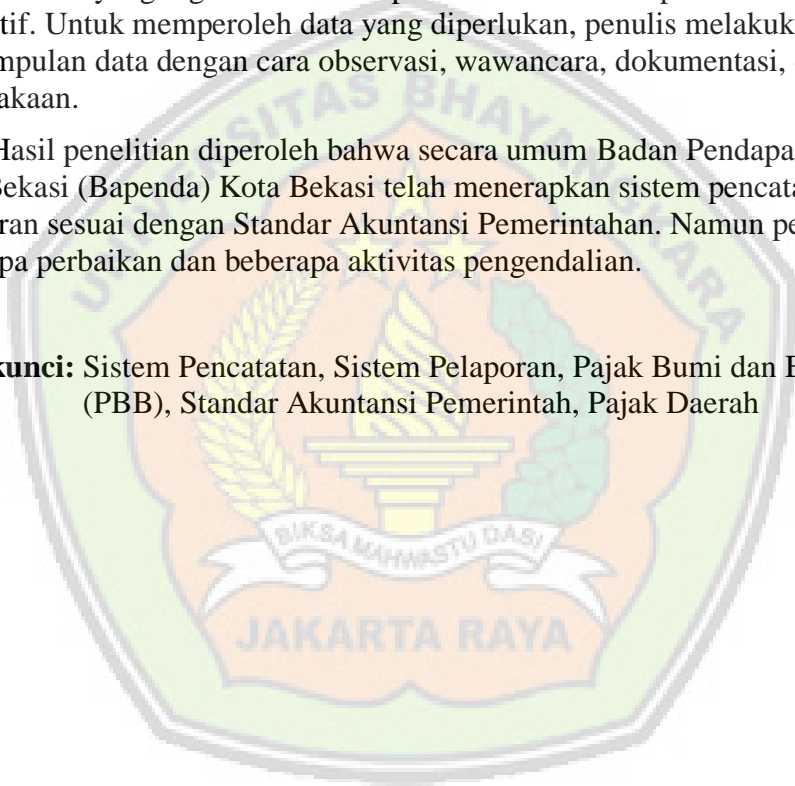 tif. Untuk memperoleh data yang diperlukan, penulis melakuk
mpulan data dengan cara observasi, wawancara, dokumentasi,
akaan.
Hasil penelitian diperoleh bahwa secara umum Badan Pendapa
Bekasi (Bapenda) Kota Bekasi telah menerapkan sistem pencata
ran sesuai dengan Standar Akuntansi Pemerintahan. Namun pe
pa perbaikan dan beberapa aktivitas pengendalian.
kunci: Sistem Pencatatan, Sistem Pelaporan, Pajak Bumi dan B
(PBB), Standar Akuntansi Pemerintah, Pajak Daerah
UNIVERSITAS BHAYANGKARA
BIKSA MAHWASTU DASI
JAKARTA RAYA